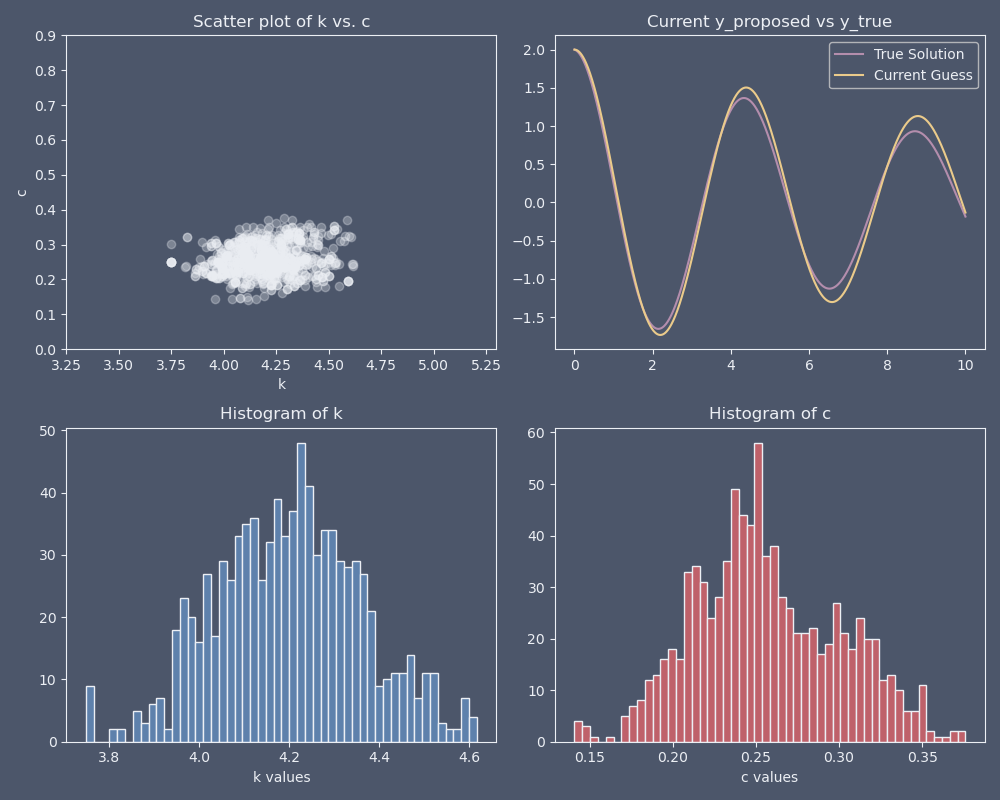 Scatter plot of k vs. c
0.9
0.8
0.7
0.6
0.5
0.4
0.3
0.2
0.1
0.0
c
3.25 3.50 3.75 4.00 4.25 4.50 4.75 5.00 5.25
k
Current y_proposed vs y_true
True Solution
Current Guess
2.0
1.5
1.0
0.5
0.0
−0.5
−1.0
−1.5
0 2 4 6 8 10
Histogram of k
50
40
30
20
10
0
3.8 4.0 4.2 4.4 4.6
k values
Histogram of c
60
50
40
30
20
10
0
0.15 0.20 0.25 0.30 0.35
c values